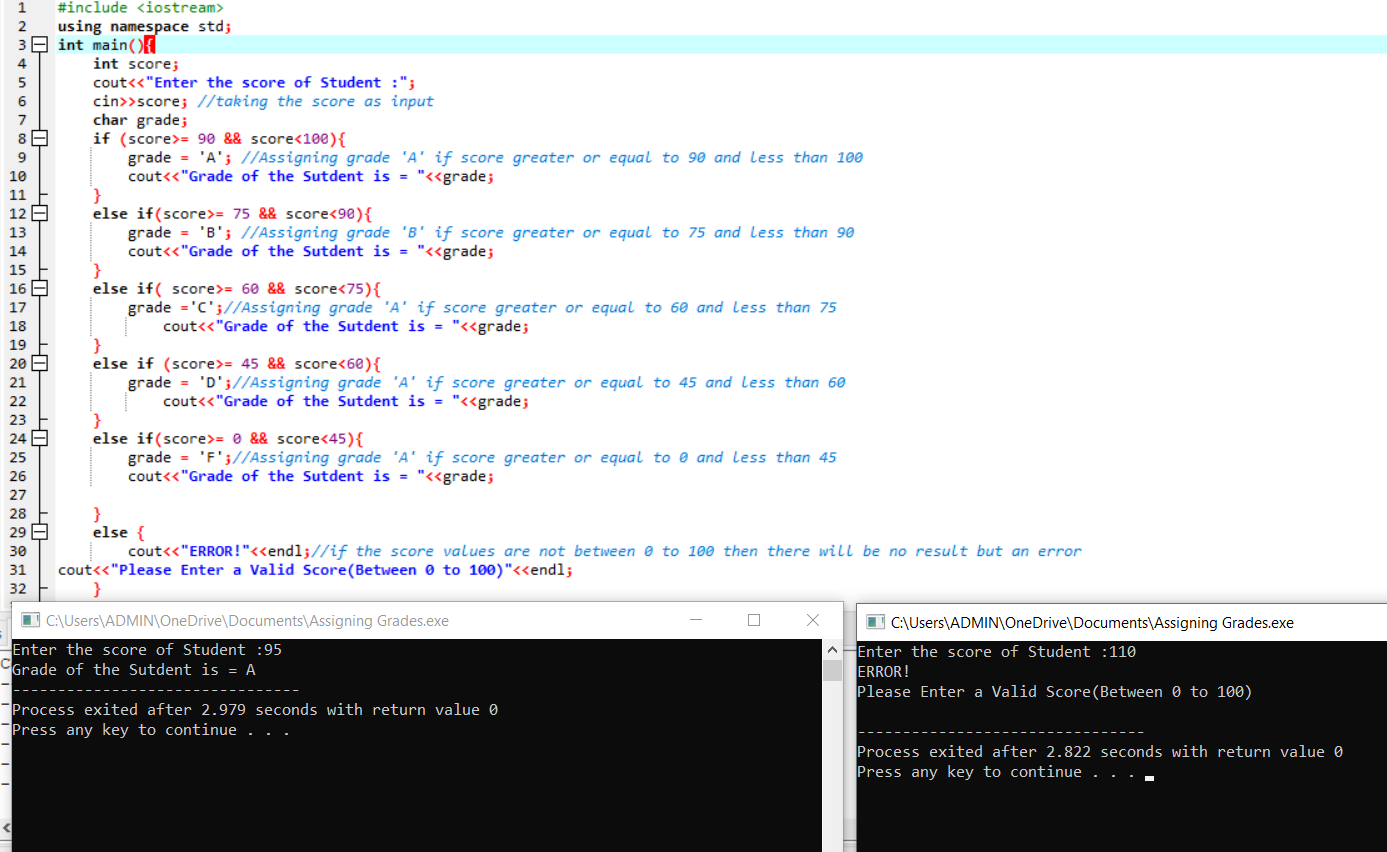 1 #include <iostream>
2 using namespace std;
3 int main(){
4 int score;
5 cout<<"Enter the score of Student :";
6 cin>>score; //taking the score as input
7 char grade;
8 if (score>= 90 && score<100){
9 grade = 'A'; //Assigning grade 'A' if score greater or equal to 90 and less than 100
10 cout<<"Grade of the Sutdent is = "<<grade;
11 }
12 else if(score>= 75 && score<90){
13 grade = 'B'; //Assigning grade 'B' if score greater or equal to 75 and less than 90
14 cout<<"Grade of the Sutdent is = "<<grade;
15 }
16 else if( score>= 60 && score<75){
17 grade ='C';//Assigning grade 'A' if score greater or equal to 60 and less than 75
18 cout<<"Grade of the Sutdent is = "<<grade;
19 }
20 else if (score>= 45 && score<60){
21 grade = 'D';//Assigning grade 'A' if score greater or equal to 45 and less than 60
22 cout<<"Grade of the Sutdent is = "<<grade;
23 }
24 else if(score>= 0 && score<45){
25 grade = 'F';//Assigning grade 'A' if score greater or equal to 0 and less than 45
26 cout<<"Grade of the Sutdent is = "<<grade;
27
28 }
29 else {
30 cout<<"ERROR!"<<endl;//if the score values are not between 0 to 100 then there will be no result but an error
31 cout<<"Please Enter a Valid Score(Between 0 to 100)"<<endl;
32 }
C:\Users\ADMIN\OneDrive\Documents\Assigning Grades.exe
Enter the score of Student :95
Grade of the Sutdent is = A
--------------------------------
Process exited after 2.979 seconds with return value 0
Press any key to continue . . .
C:\Users\ADMIN\OneDrive\Documents\Assigning Grades.exe
Enter the score of Student :110
ERROR!
Please Enter a Valid Score(Between 0 to 100)
--------------------------------
Process exited after 2.822 seconds with return value 0
Press any key to continue . . .